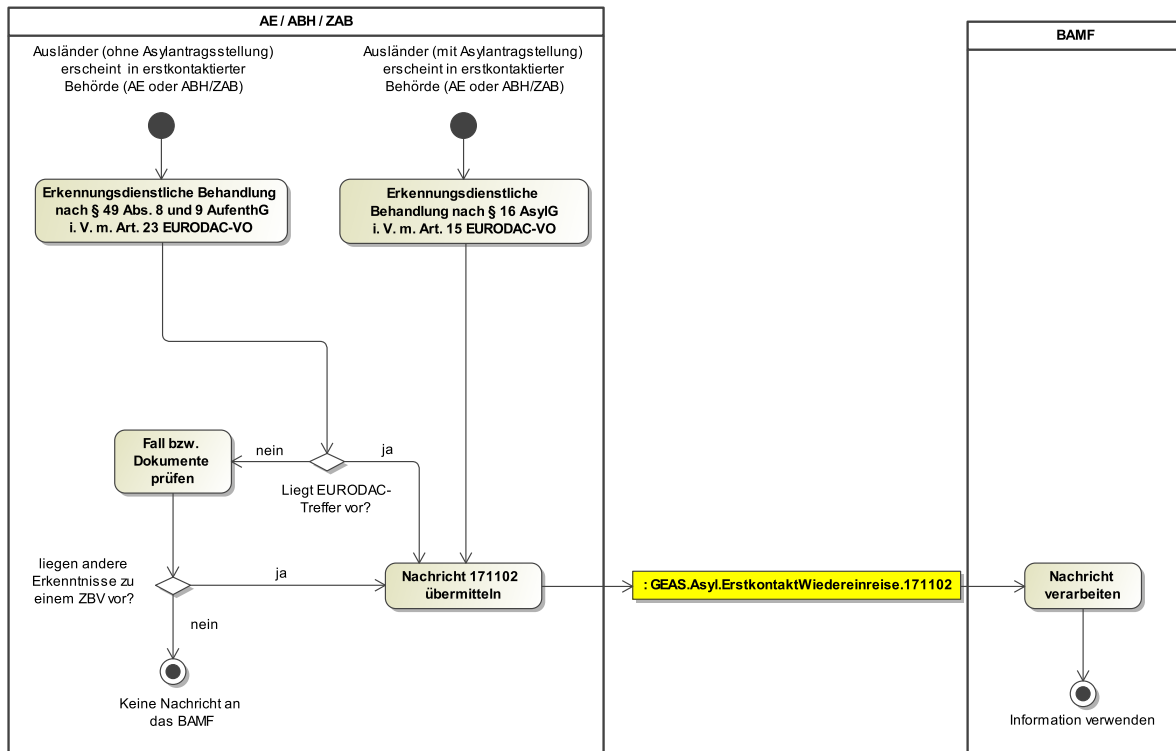 AE / ABH / ZAB
BAMF
Ausländer (ohne Asylantragsstellung)
erscheint in erstkontaktierter
Behörde (AE oder ABH/ZAB)
Ausländer (mit Asylantragstellung)
erscheint in erstkontaktierter
Behörde (AE oder ABH/ZAB)
Erkennungsdienstliche Behandlung
nach § 49 Abs. 8 und 9 AufenthG
i. V. m. Art. 23 EURODAC-VO
Erkennungsdienstliche
Behandlung nach § 16 AsylG
i. V. m. Art. 15 EURODAC-VO
Fall bzw.
Dokumente
prüfen
nein
ja
Liegt EURODAC-
Treffer vor?
liegen andere
Erkenntnisse zu
einem ZBV vor?
ja
nein
Nachricht 171102
übermitteln
: GEAS.Asyl.ErstkontaktWiedereinreise.171102
Nachricht
verarbeiten
Keine Nachricht an
das BAMF
Information verwenden